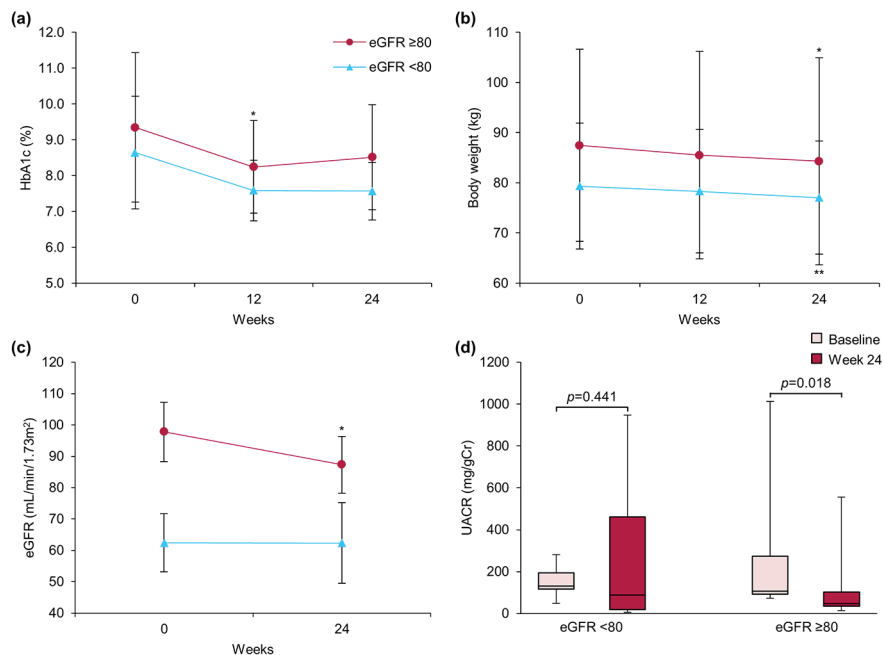 (a)
12.0
11.0
10.0
9.0
8.0
7.0
6.0
5.0
HbA1c (%)
eGFR ≥80
eGFR <80
*
0
12
24
Weeks
(b)
110
100
90
80
70
60
Body weight (kg)
*
**
0
12
24
Weeks
(c)
120
110
100
90
80
70
60
50
40
eGFR (mL/min/1.73m²)
*
0
24
Weeks
(d)
Baseline
Week 24
1200
1000
800
600
400
200
0
UACR (mg/gCr)
p=0.441
p=0.018
eGFR <80
eGFR ≥80